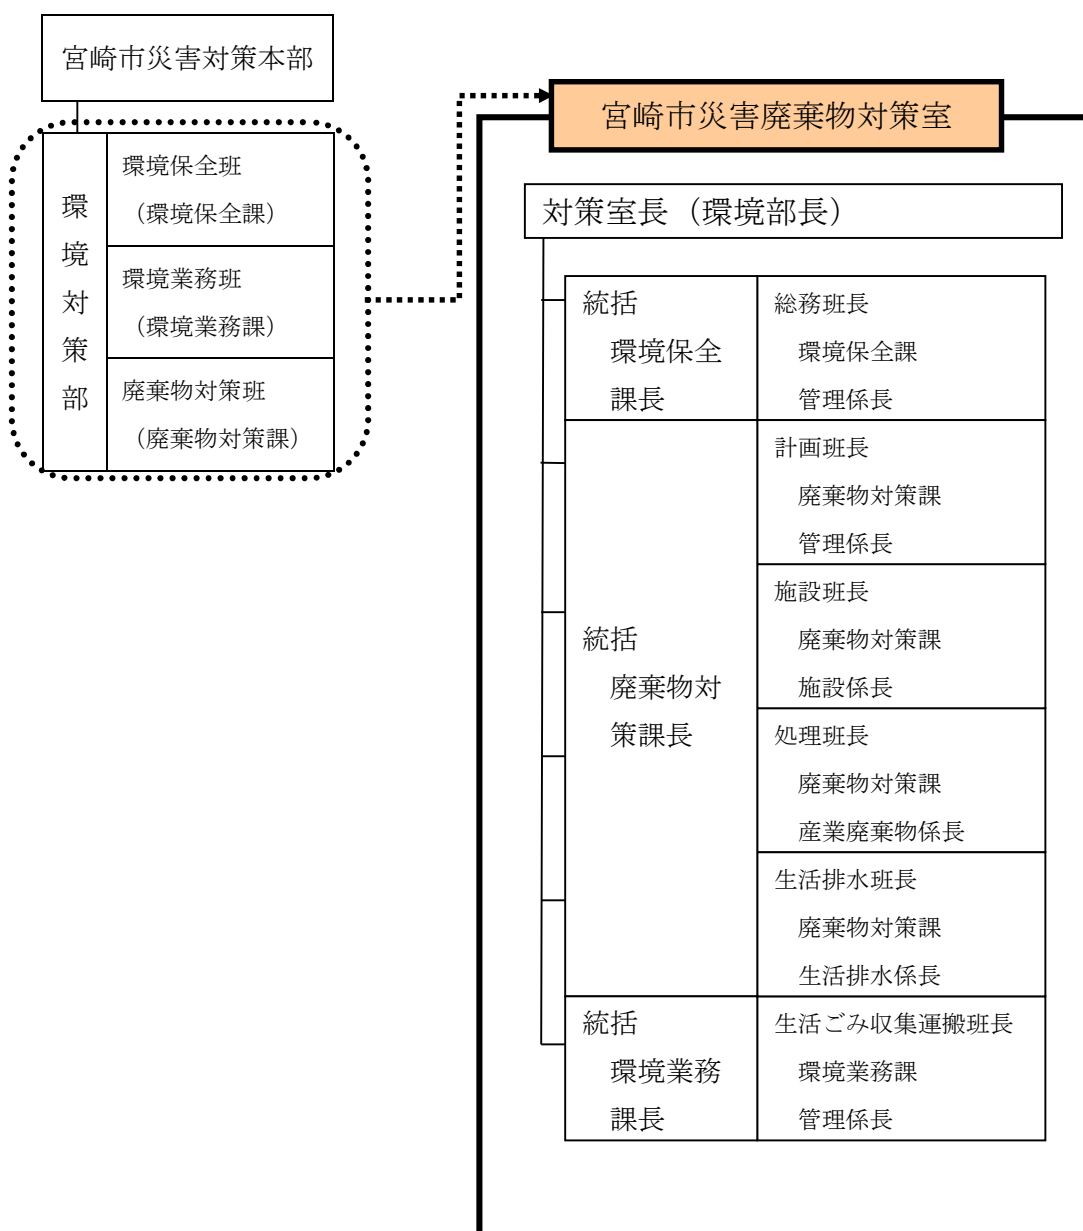 宮崎市災害対策本部
環境対策部
環境保全班
（環境保全課）
環境業務班
（環境業務課）
廃棄物対策班
（廃棄物対策課）
宮崎市災害廃棄物対策室
対策室長（環境部長）
統括
環境保全
課長
総務班長
環境保全課
管理係長
統括
廃棄物対
策課長
計画班長
廃棄物対策課
管理係長
施設班長
廃棄物対策課
施設係長
処理班長
廃棄物対策課
産業廃棄物係長
生活排水班長
廃棄物対策課
生活排水係長
統括
環境業務
課長
生活ごみ収集運搬班長
環境業務課
管理係長